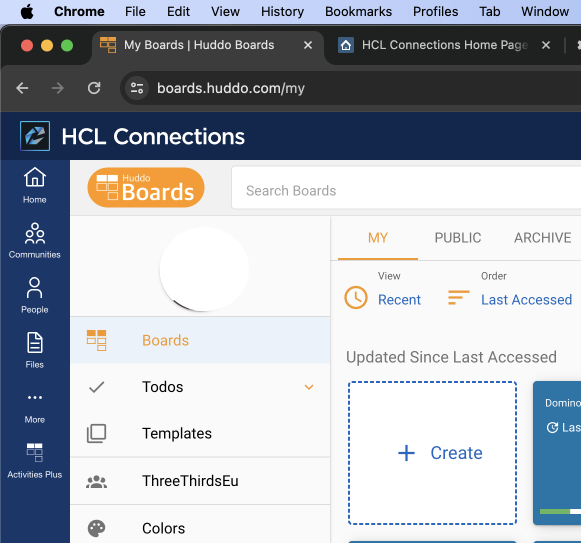 Chrome File Edit View History Bookmarks Profiles Tab Window
My Boards | Huddo Boards
HCL Connections Home Page
boards.huddo.com/my
HCL Connections
Home
Communities
People
Files
More
Activities Plus
Huddo
Boards
Search Boards
Boards
Todos
Templates
ThreeThirdsEu
Colors
MY PUBLIC ARCHIVE
View
Recent
Order
Last Accessed
Updated Since Last Accessed
Create
Domino
Las